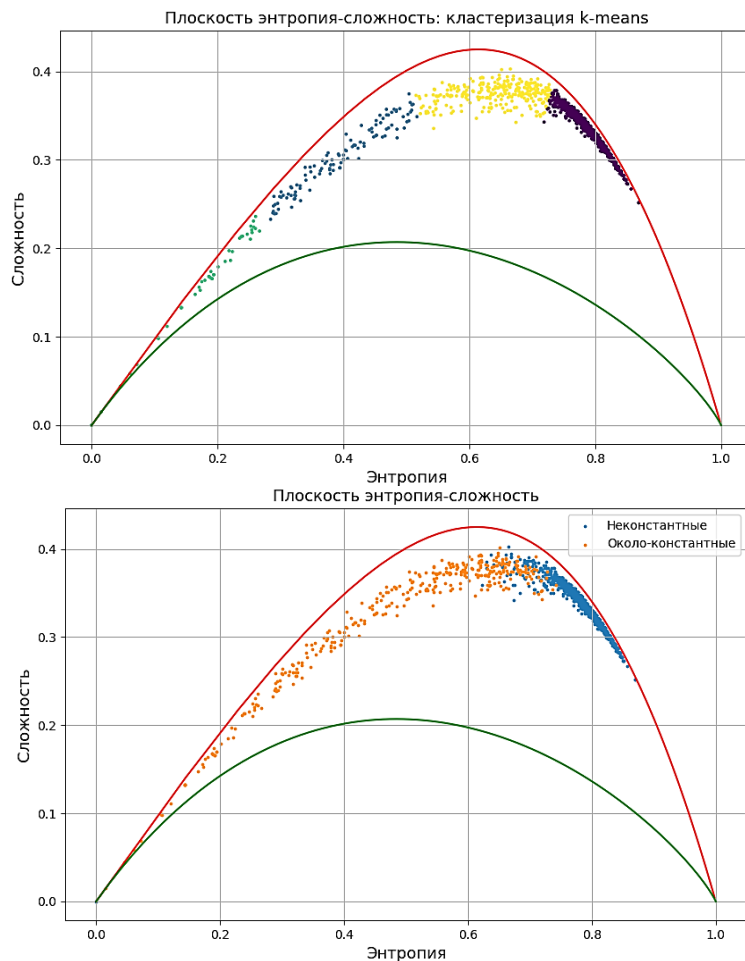 Плоскость энтропия-сложность: кластеризация k-means
0.4
0.3
0.2
0.1
0.0
Сложность
0.0 0.2 0.4 0.6 0.8 1.0
Энтропия
Плоскость энтропия-сложность
Неконстантные
Около-константные
0.4
0.3
0.2
0.1
0.0
Сложность
0.0 0.2 0.4 0.6 0.8 1.0
Энтропия